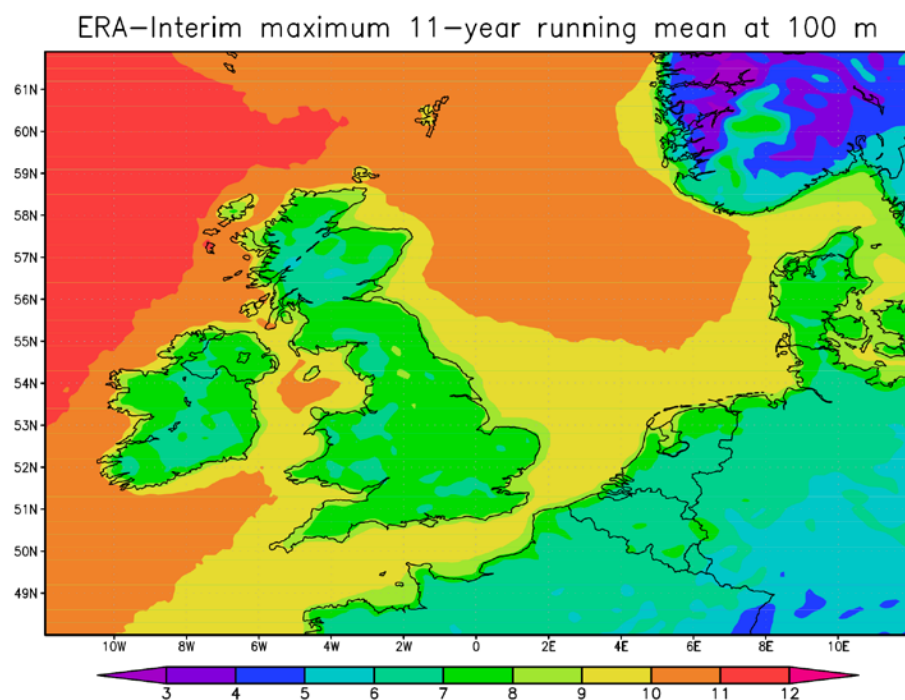 ERA-Interim maximum 11-year running mean at 100 m
61N
60N
59N
58N
57N
56N
55N
54N
53N
52N
51N
50N
49N
10W 8W 6W 4W 2W 0 2E 4E 6E 8E 10E
3 4 5 6 7 8 9 10 11 12